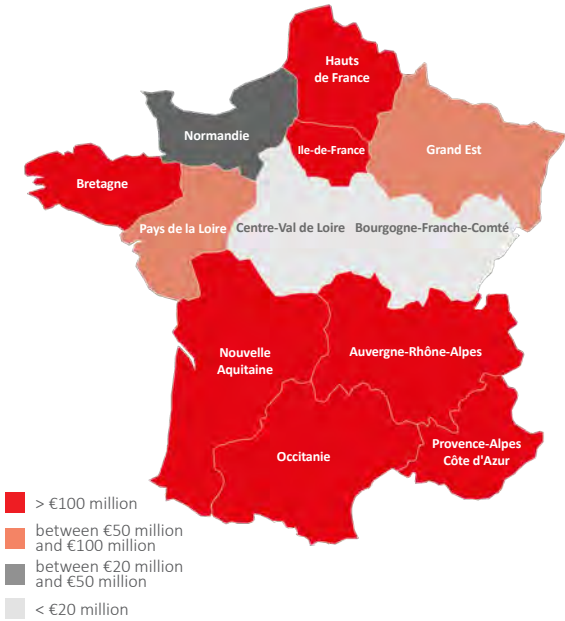 Hauts
de France
Normandie
Ile-de-France
Grand Est
Bretagne
Pays de la Loire
Centre-Val de Loire
Bourgogne-Franche-Comté
Nouvelle
Aquitaine
Auvergne-Rhône-Alpes
Occitanie
Provence-Alpes
Côte d'Azur
> €100 million
between €50 million
and €100 million
between €20 million
and €50 million
< €20 million